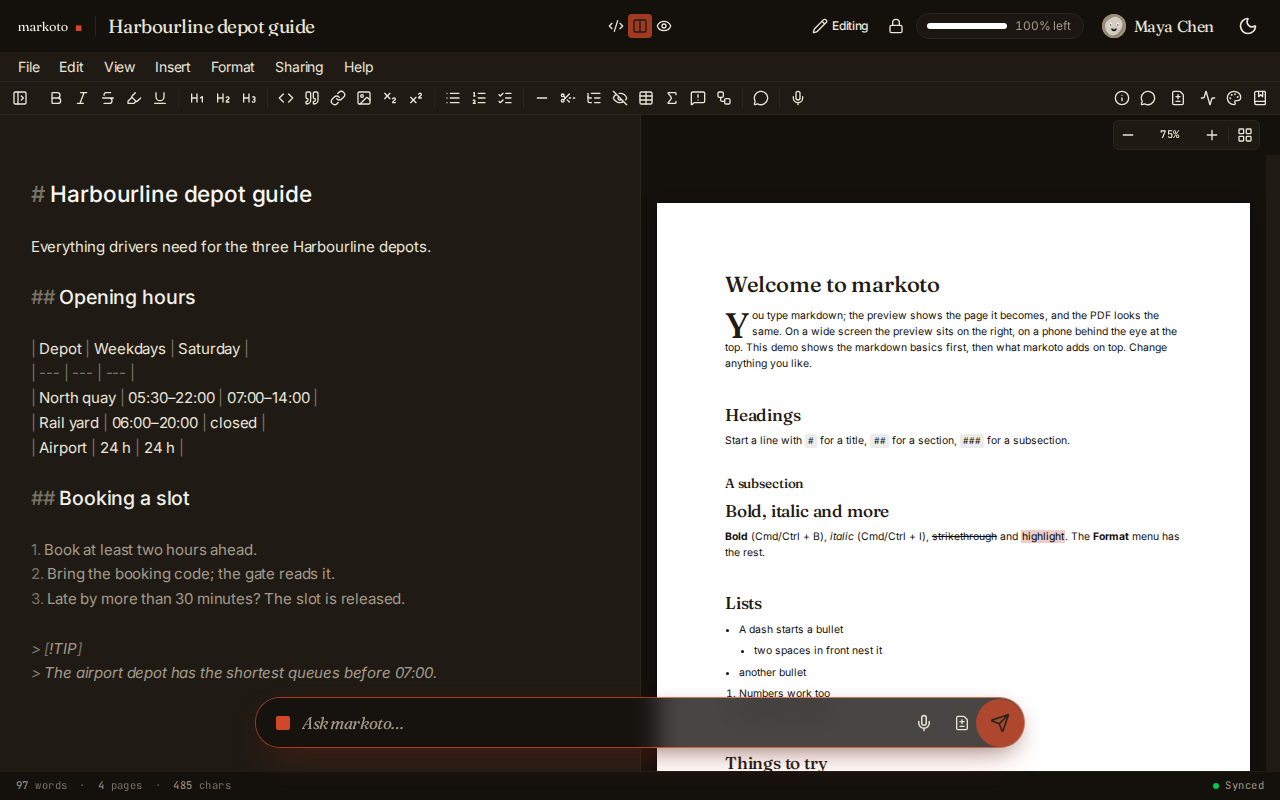 markoto
Harbourline depot guide
Editing
100% left
Maya Chen
File Edit View Insert Format Sharing Help
H1 H2 H3
75%
# Harbourline depot guide
Everything drivers need for the three Harbourline depots.
## Opening hours
| Depot | Weekdays | Saturday |
| --- | --- | --- |
| North quay | 05:30–22:00 | 07:00–14:00 |
| Rail yard | 06:00–20:00 | closed |
| Airport | 24 h | 24 h |
## Booking a slot
1. Book at least two hours ahead.
2. Bring the booking code; the gate reads it.
3. Late by more than 30 minutes? The slot is released.
> [!TIP]
> The airport depot has the shortest queues before 07:00.
Welcome to markoto
You type markdown; the preview shows the page it becomes, and the PDF looks the
same. On a wide screen the preview sits on the right, on a phone behind the eye at the
top. This demo shows the markdown basics first, then what markoto adds on top. Change
anything you like.
Headings
Start a line with # for a title, ## for a section, ### for a subsection.
A subsection
Bold, italic and more
Bold (Cmd/Ctrl + B), italic (Cmd/Ctrl + I), strikethrough and highlight. The Format menu has
the rest.
Lists
• A dash starts a bullet
• two spaces in front nest it
• another bullet
1. Numbers work too
Things to try
Ask markoto...
97 words · 4 pages · 485 chars
Synced